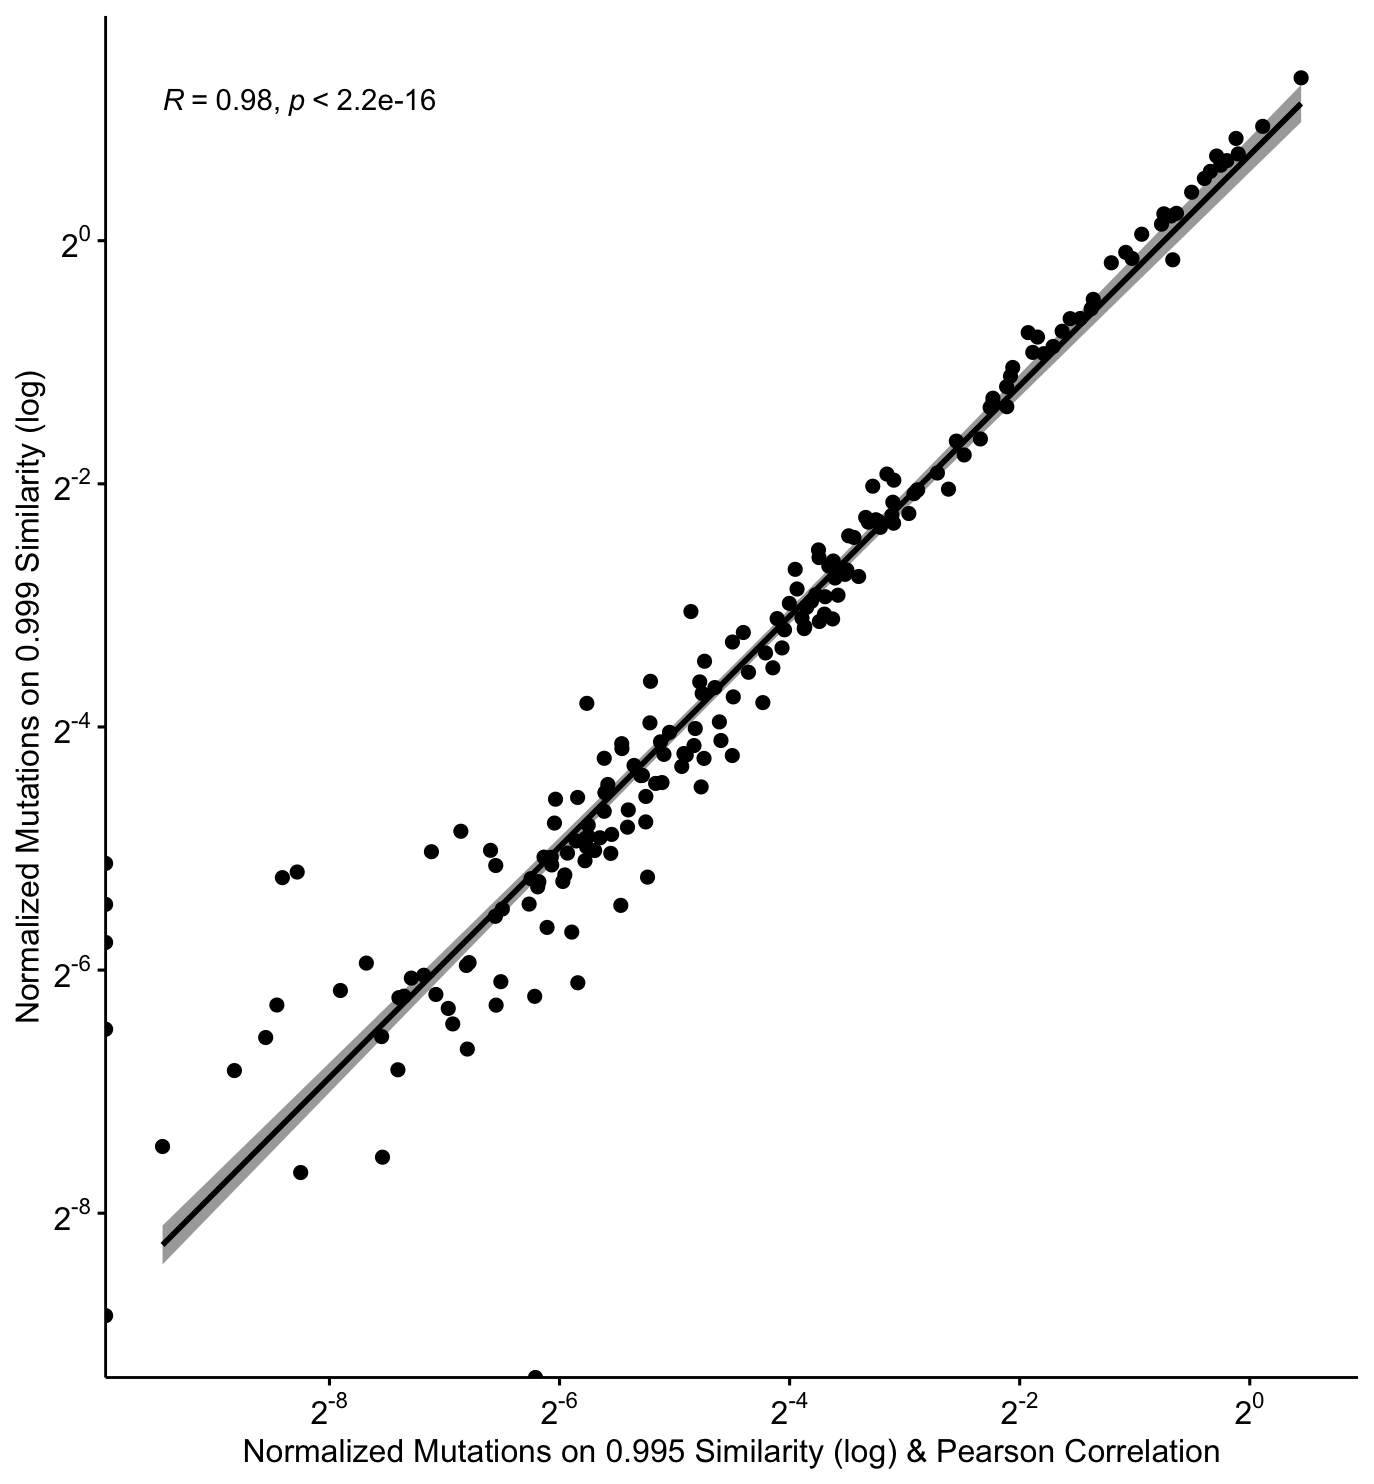 R = 0.98, p < 2.2e-16
Normalized Mutations on 0.999 Similarity (log)
2^0
2^-2
2^-4
2^-6
2^-8
2^-8 2^-6 2^-4 2^-2 2^0
Normalized Mutations on 0.995 Similarity (log) & Pearson Correlation